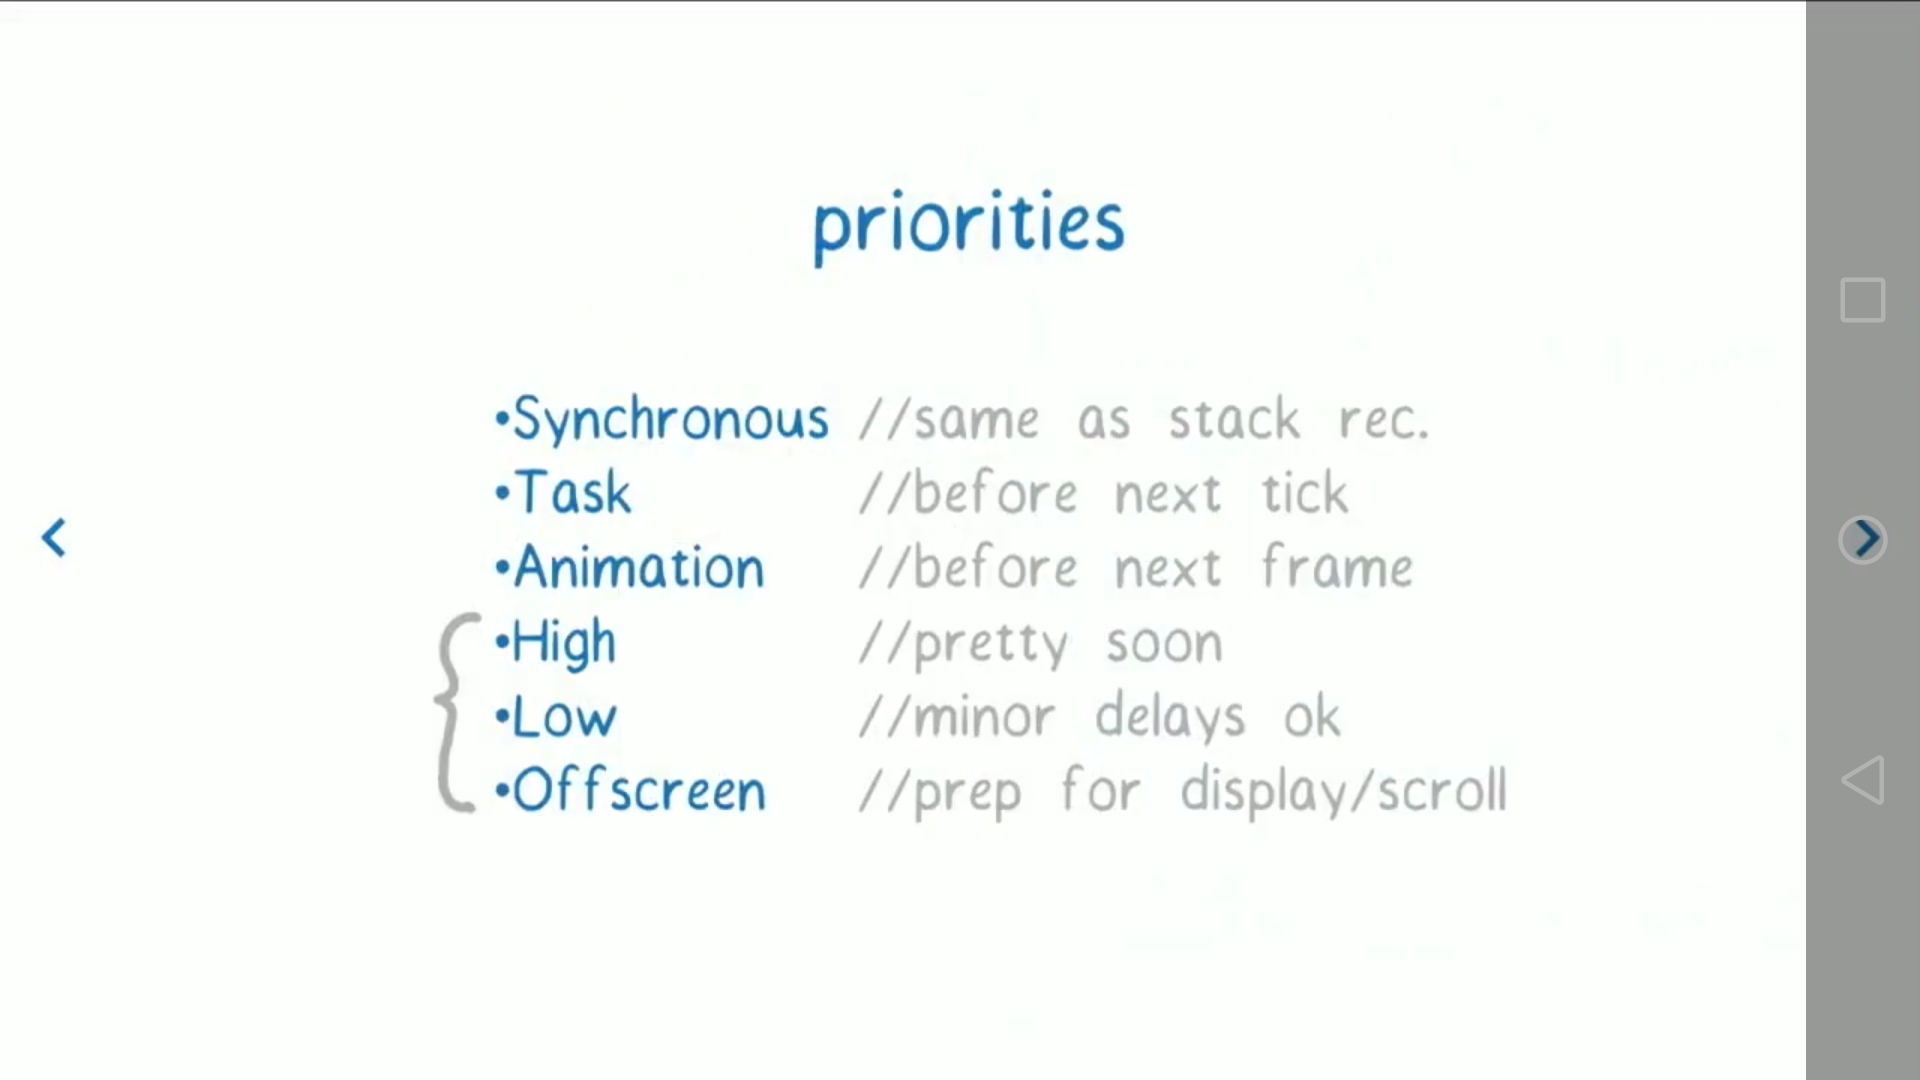 priorities
•Synchronous //same as stack rec.
•Task //before next tick
•Animation //before next frame
•High //pretty soon
•Low //minor delays ok
•Offscreen //prep for display/scroll